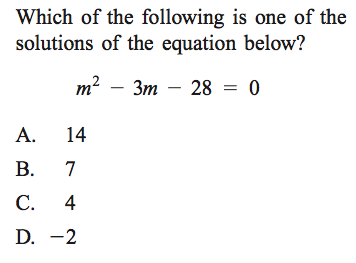 Which of the following is one of the
solutions of the equation below?
m² − 3m − 28 = 0
A. 14
B. 7
C. 4
D. −2